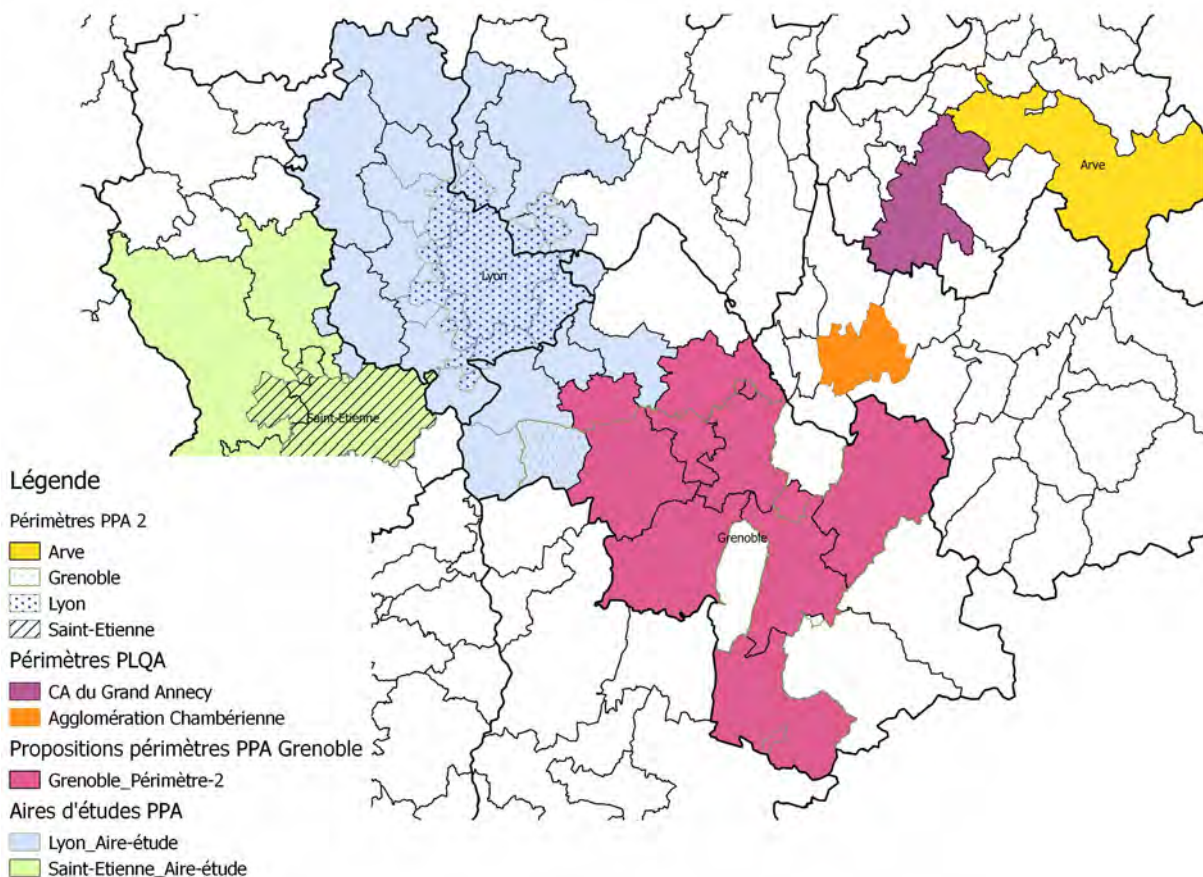 Arve
Lyon
Saint-Etienne
Grenoble
Légende
Périmètres PPA 2
Arve
Grenoble
Lyon
Saint-Etienne
Périmètres PLQA
CA du Grand Annecy
Agglomération Chambérienne
Propositions périmètres PPA Grenoble
Grenoble_Périmètre-2
Aires d'études PPA
Lyon_Aire-étude
Saint-Etienne_Aire-étude